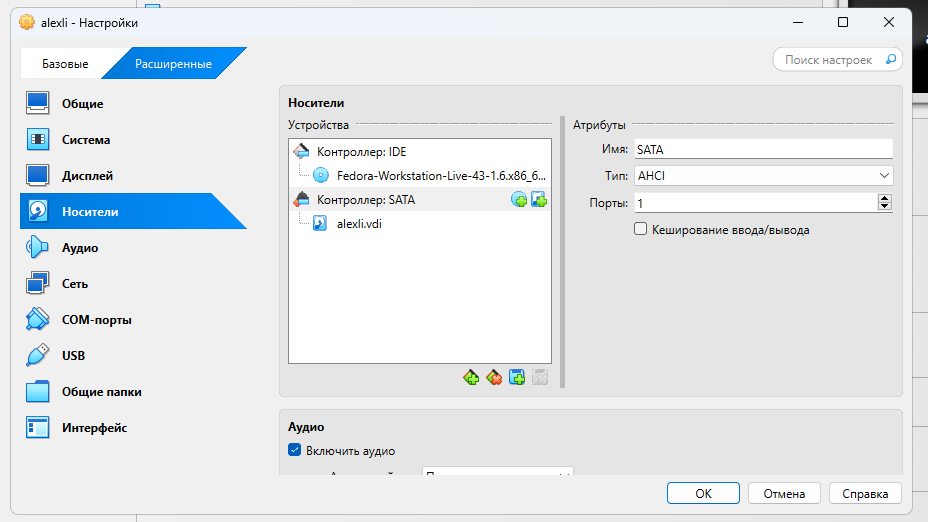 alexli - Настройки
Базовые
Расширенные
Поиск настроек
Общие
Система
Дисплей
Носители
Аудио
Сеть
COM-порты
USB
Общие папки
Интерфейс
Носители
Устройства
Контроллер: IDE
Fedora-Workstation-Live-43-1.6.x86_6...
Контроллер: SATA
alexli.vdi
Атрибуты
Имя: SATA
Тип: AHCI
Порты: 1
Кеширование ввода/вывода
Аудио
Включить аудио
OK
Отмена
Справка